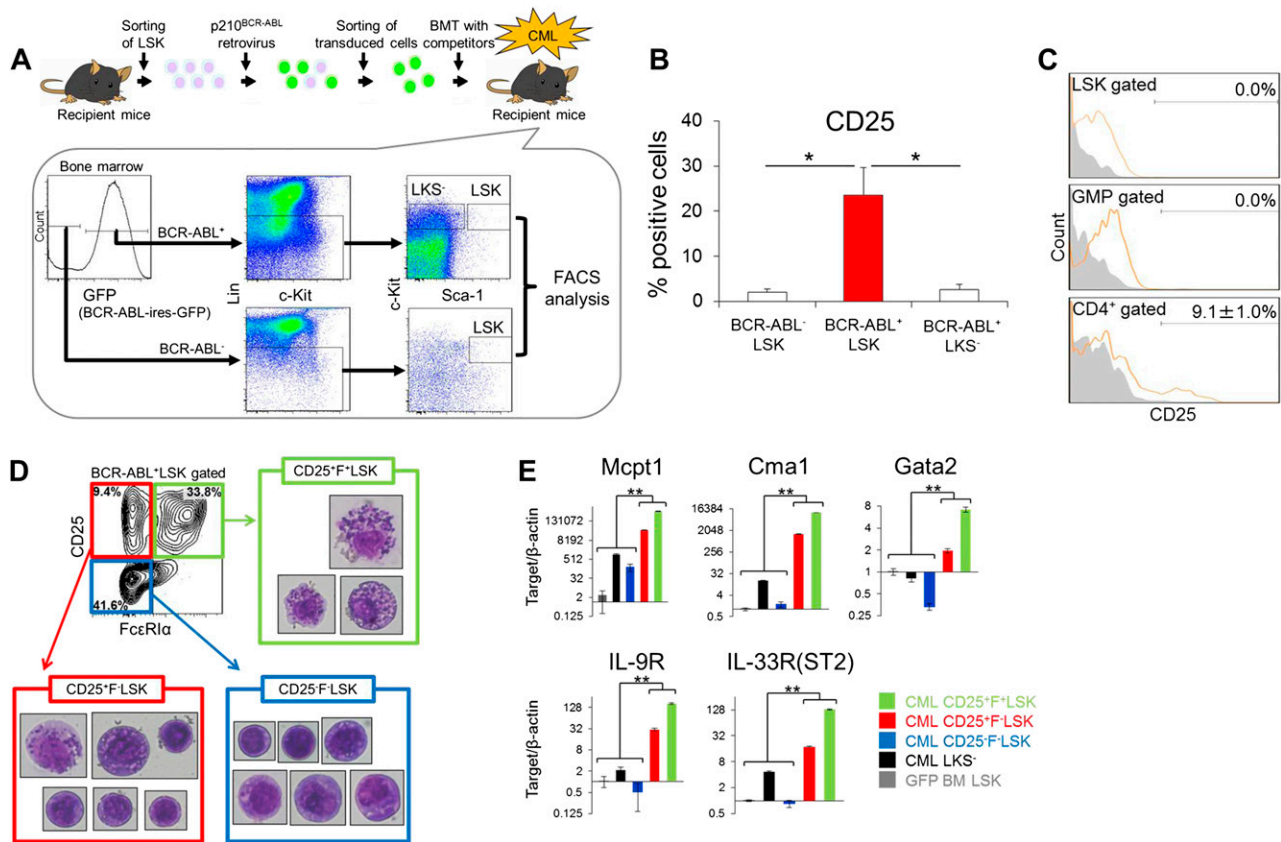 A
Sorting
of LSK
p210BCR-ABL
retrovirus
Sorting of
transduced cells
BMT with
competitors
CML
Recipient mice
Recipient mice
Bone marrow
Count
BCR-ABL+
GFP
(BCR-ABL-ires-GFP)
BCR-ABL-
Lin
c-Kit
LKS-
LSK
c-Kit
Sca-1
LSK
FACS
analysis
B
CD25
% positive cells
40
30
20
10
0
*
*
BCR-ABL-
LSK
BCR-ABL+
LSK
BCR-ABL+
LKS-
C
LSK gated
0.0%
GMP gated
0.0%
CD4+ gated
9.1±1.0%
Count
CD25
D
BCR-ABL+LSK gated
9.4%
33.8%
41.6%
CD25
FcεRIα
CD25+F+LSK
CD25+F-LSK
CD25-F-LSK
E
Mcpt1
Target/β-actin
131072
8192
512
32
2
0.125
**
Cma1
16384
2048
256
32
4
0.5
**
Gata2
8
4
2
1
0.5
0.25
**
IL-9R
Target/β-actin
128
32
8
2
0.5
0.125
**
IL-33R(ST2)
128
32
8
2
0.5
**
CML CD25+F+LSK
CML CD25+F-LSK
CML CD25-F-LSK
CML LKS-
GFP BM LSK